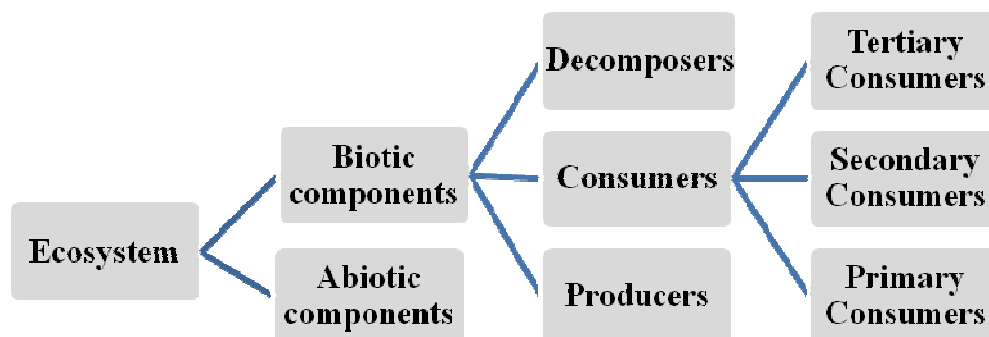 Ecosystem
Biotic
components
Abiotic
components
Decomposers
Consumers
Producers
Tertiary
Consumers
Secondary
Consumers
Primary
Consumers